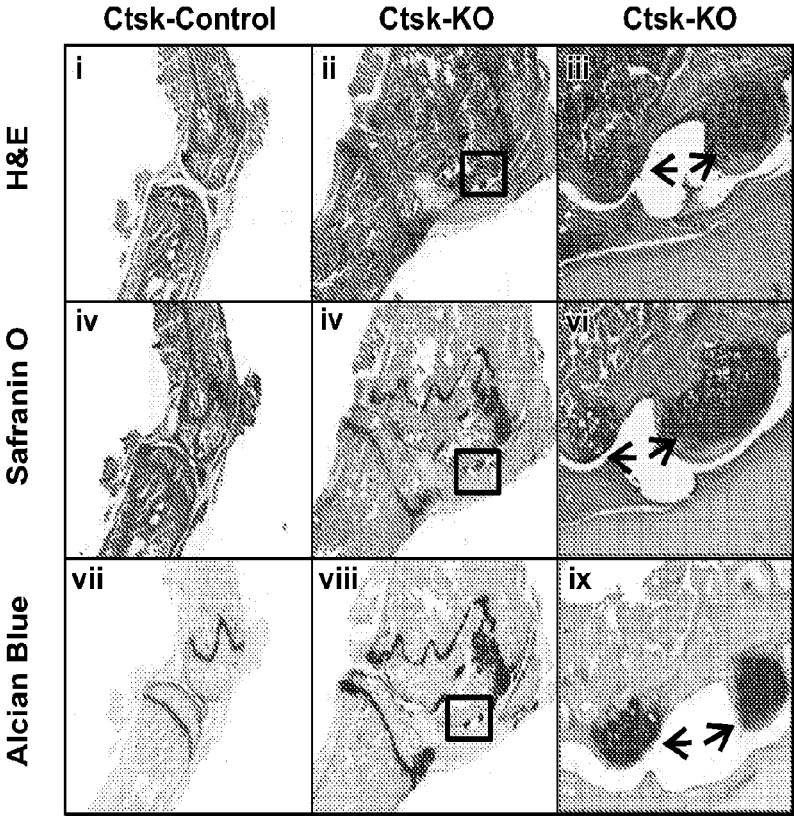 Ctsk-Control Ctsk-KO Ctsk-KO
H&E
i ii iii
Safranin O
iv iv vi
Alcian Blue
vii viii ix